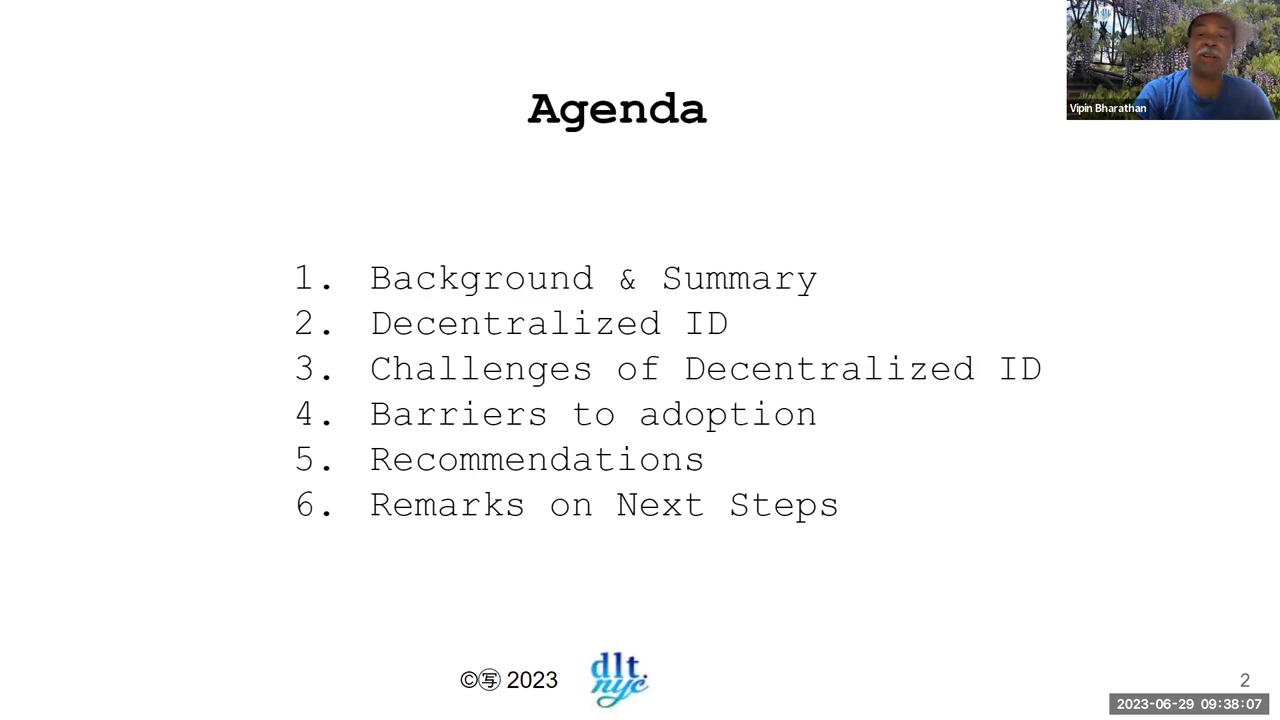 Agenda
Vipin Bharathan
1. Background & Summary
2. Decentralized ID
3. Challenges of Decentralized ID
4. Barriers to adoption
5. Recommendations
6. Remarks on Next Steps
©㊢ 2023
dlt.
nyc
2
2023-06-29 09:38:07